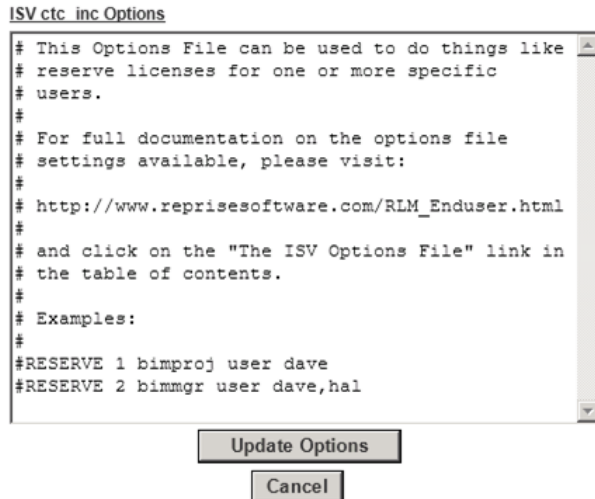 ISV ctc_inc Options
# This Options File can be used to do things like
# reserve licenses for one or more specific
# users.
#
# For full documentation on the options file
# settings available, please visit:
#
# http://www.reprisesoftware.com/RLM_Enduser.html
#
# and click on the "The ISV Options File" link in
# the table of contents.
#
# Examples:
#
#RESERVE 1 bimproj user dave
#RESERVE 2 bimmgr user dave,hal
Update Options
Cancel